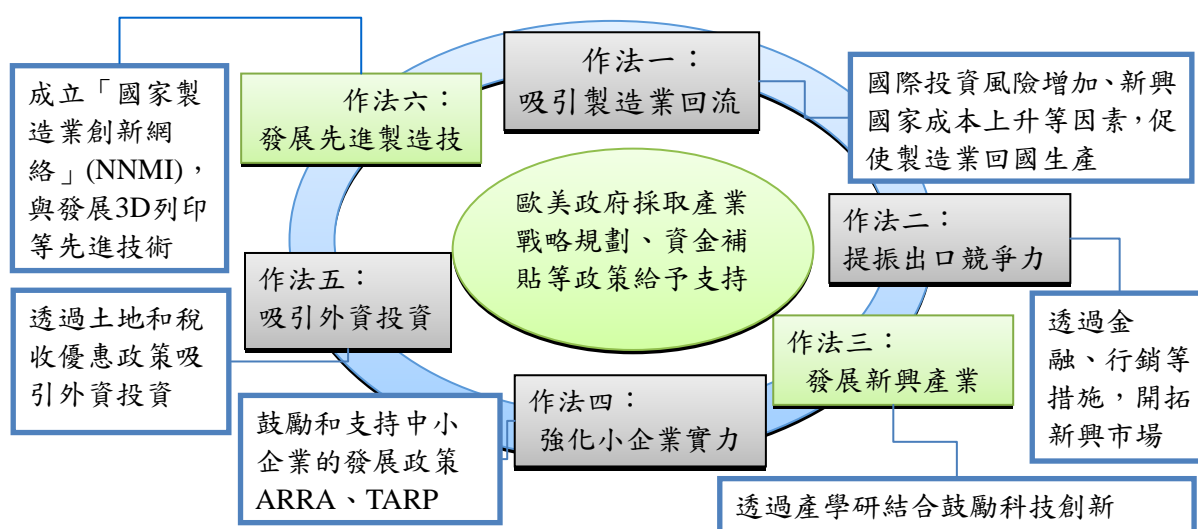 作法一：
吸引製造業回流
國際投資風險增加、新興
國家成本上升等因素，促
使製造業回國生產
作法二：
提振出口競爭力
透過金
融、行銷等
措施，開拓
新興市場
作法三：
發展新興產業
透過產學研結合鼓勵科技創新
作法四：
強化小企業實力
鼓勵和支持中小
企業的發展政策
ARRA、TARP
作法五：
吸引外資投資
透過土地和稅
收優惠政策吸
引外資投資
作法六：
發展先進製造技
成立「國家製
造業創新網
絡」(NNMI)，
與發展3D列印
等先進技術
歐美政府採取產業
戰略規劃、資金補
貼等政策給予支持